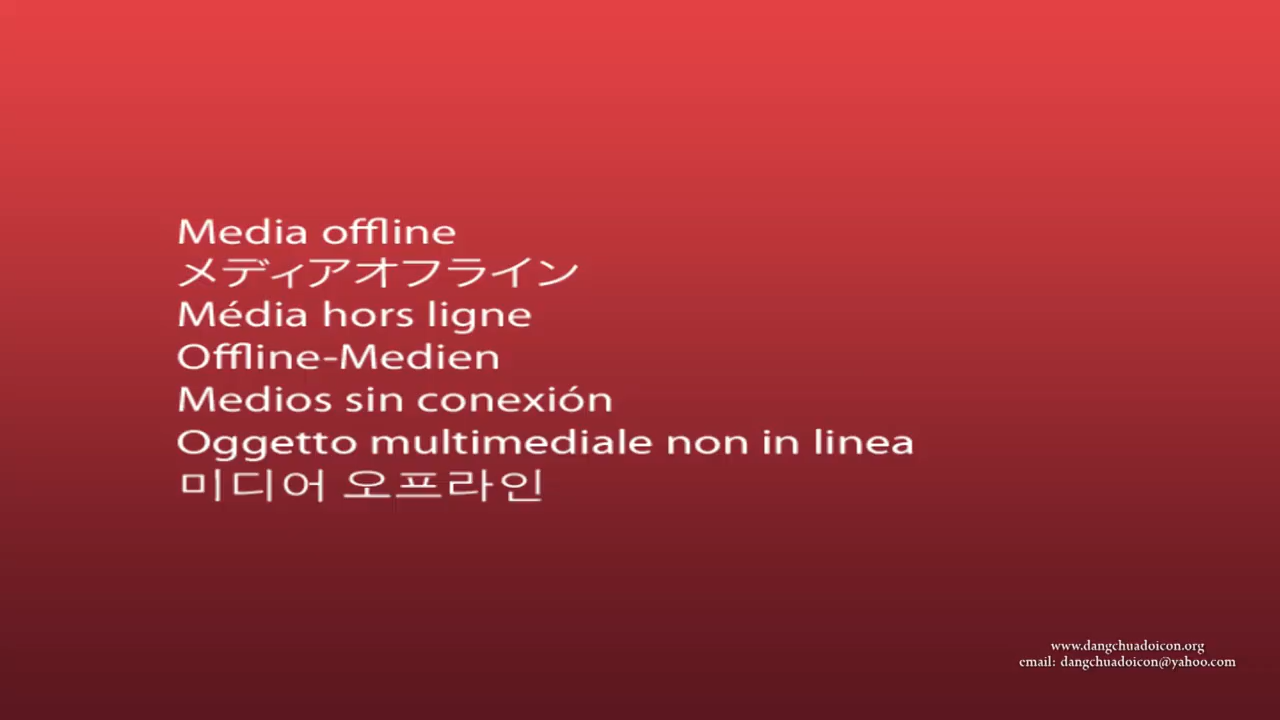 Media offline
メディアオフライン
Média hors ligne
Offline-Medien
Medios sin conexión
Oggetto multimediale non in linea
미디어 오프라인
www.dangchuadoicon.org
email: dangchuadoicon@yahoo.com